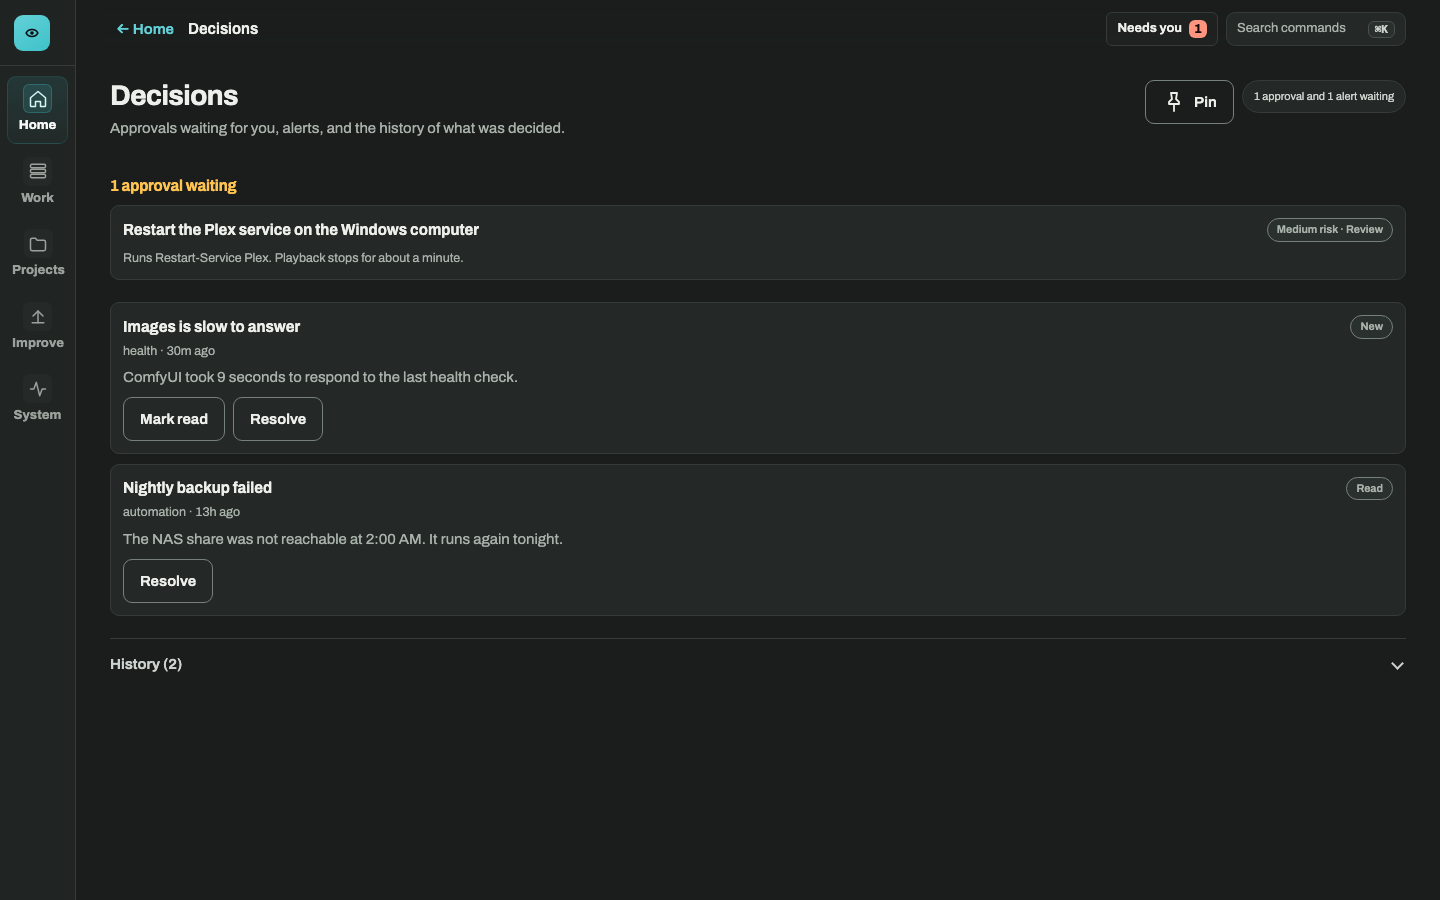 ← Home Decisions
Needs you 1
Search commands ⌘K
Home
Work
Projects
Improve
System
Decisions
Approvals waiting for you, alerts, and the history of what was decided.
Pin
1 approval and 1 alert waiting
1 approval waiting
Restart the Plex service on the Windows computer
Medium risk · Review
Runs Restart-Service Plex. Playback stops for about a minute.
Images is slow to answer
New
health · 30m ago
ComfyUI took 9 seconds to respond to the last health check.
Mark read
Resolve
Nightly backup failed
Read
automation · 13h ago
The NAS share was not reachable at 2:00 AM. It runs again tonight.
Resolve
History (2)